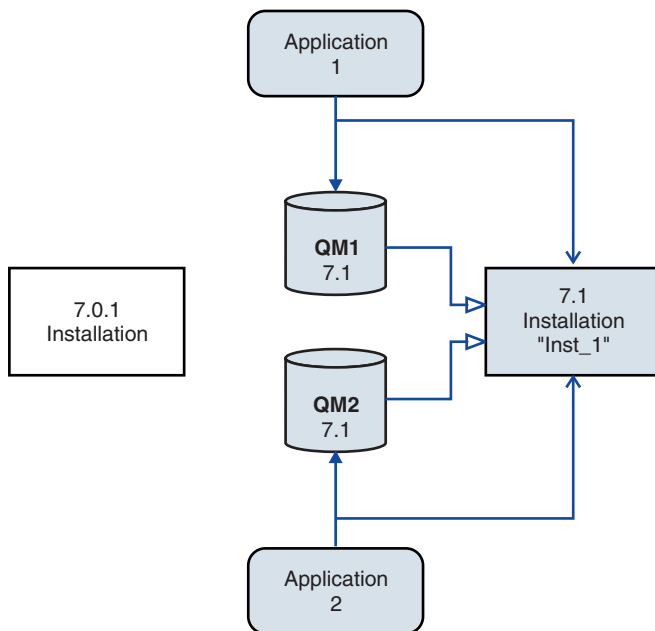 Application
1
QM1
7.1
7.0.1
Installation
7.1
Installation
"Inst_1"
QM2
7.1
Application
2